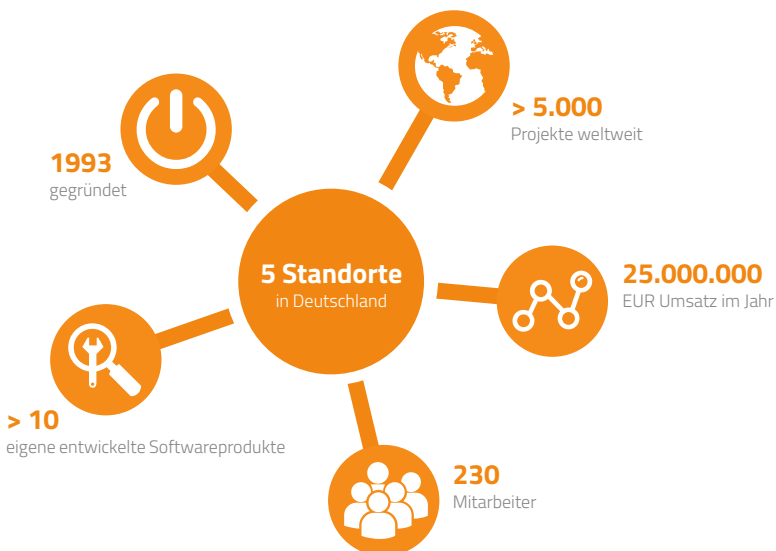 > 5.000
Projekte weltweit
1993
gegründet
5 Standorte
in Deutschland
25.000.000
EUR Umsatz im Jahr
> 10
eigene entwickelte Softwareprodukte
230
Mitarbeiter